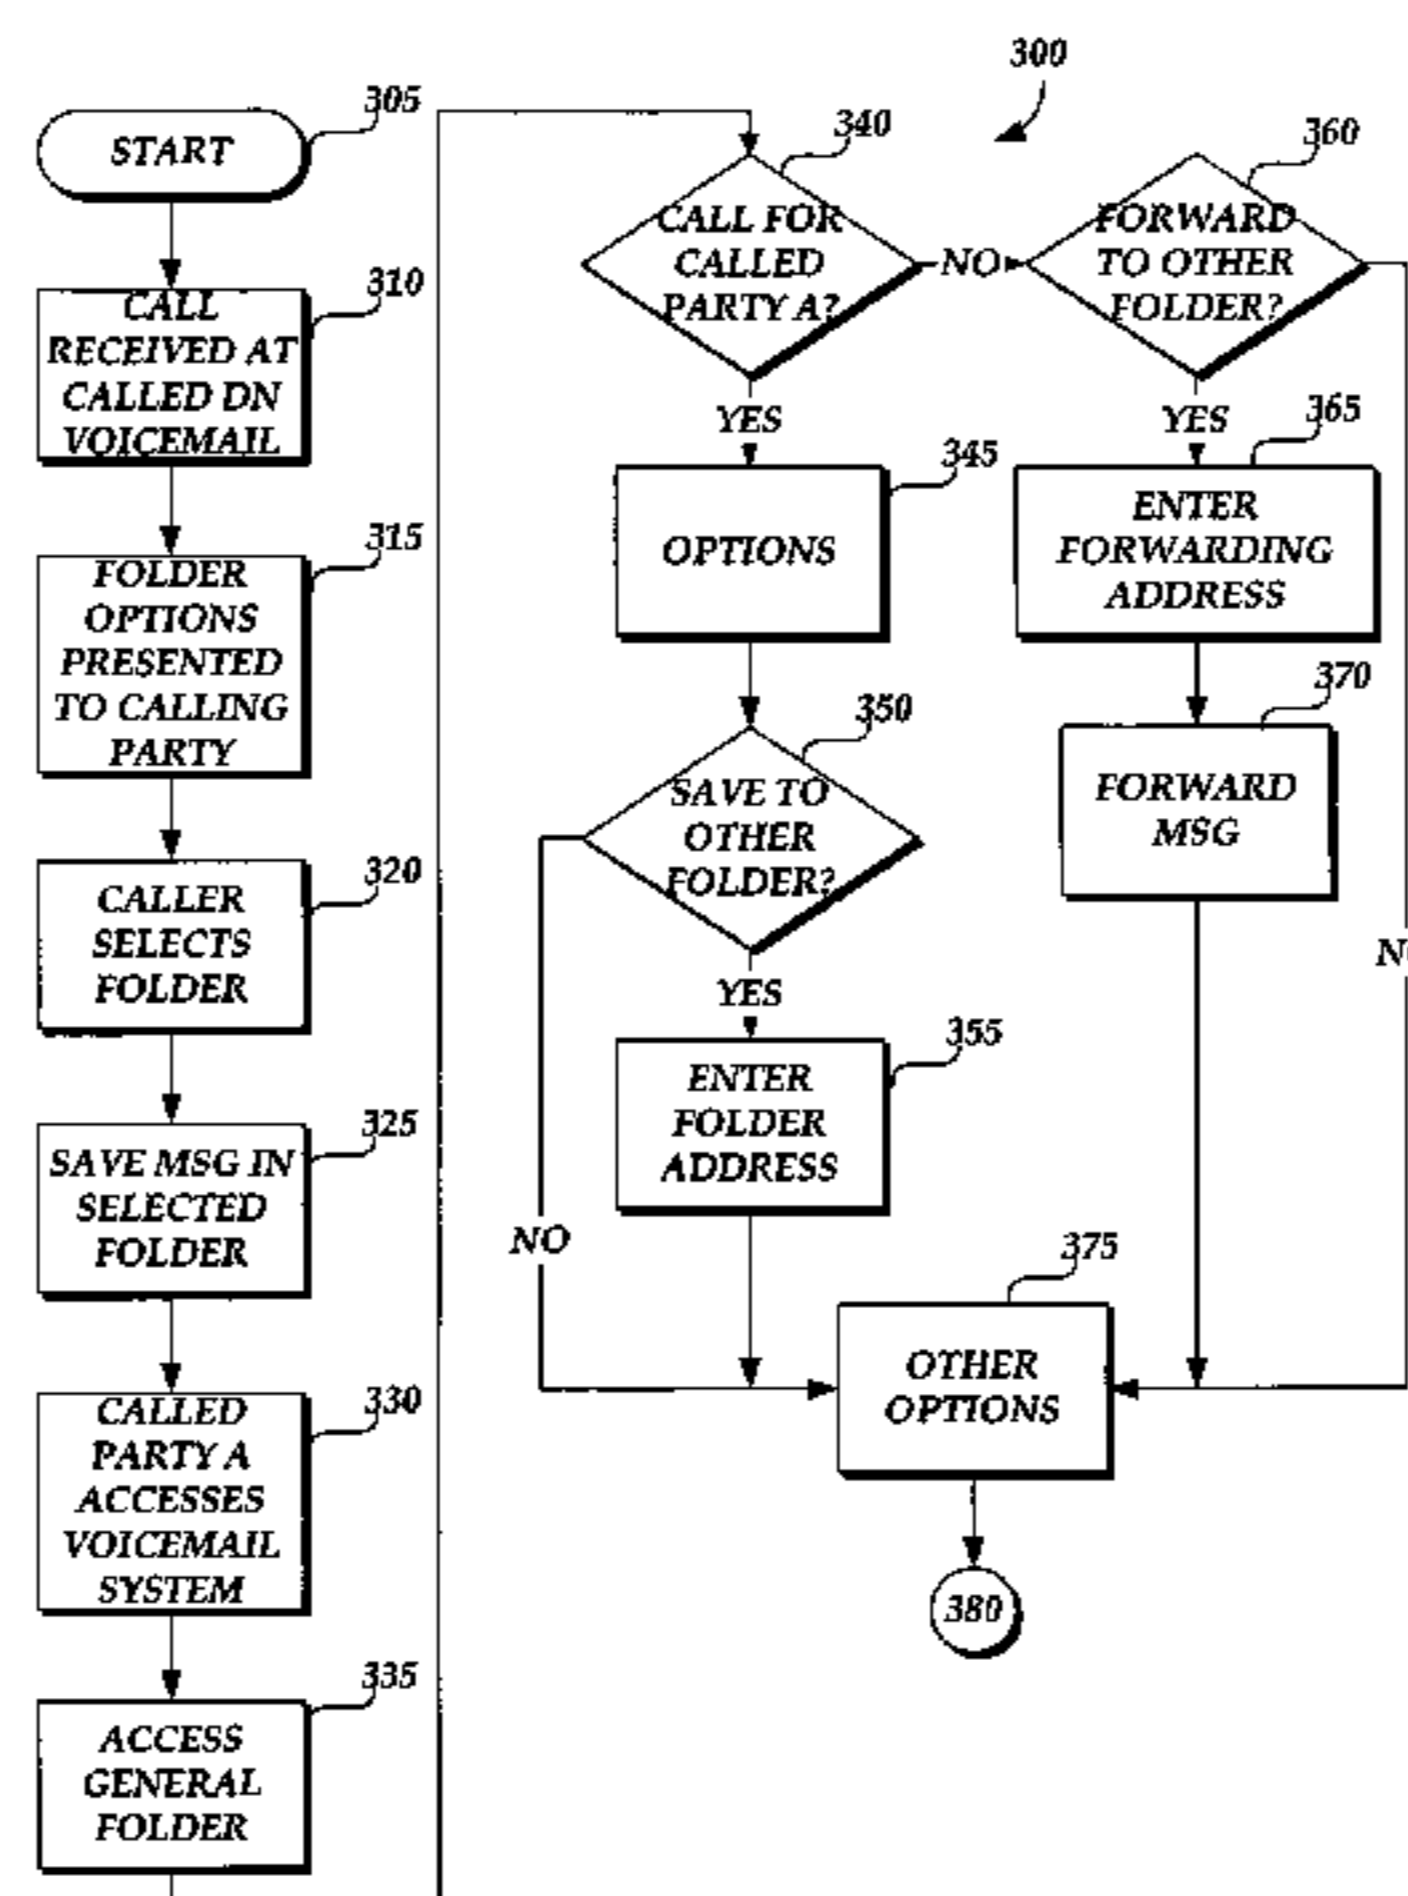 300
305
START
310
CALL
RECEIVED AT
CALLED DN
VOICEMAIL
315
FOLDER
OPTIONS
PRESENTED
TO CALLING
PARTY
320
CALLER
SELECTS
FOLDER
325
SAVE MSG IN
SELECTED
FOLDER
330
CALLED
PARTY A
ACCESSES
VOICEMAIL
SYSTEM
335
ACCESS
GENERAL
FOLDER
340
CALL FOR
CALLED
PARTY A?
NO
YES
345
OPTIONS
350
SAVE TO
OTHER
FOLDER?
YES
NO
355
ENTER
FOLDER
ADDRESS
360
FORWARD
TO OTHER
FOLDER?
YES
365
ENTER
FORWARDING
ADDRESS
370
FORWARD
MSG
375
OTHER
OPTIONS
380